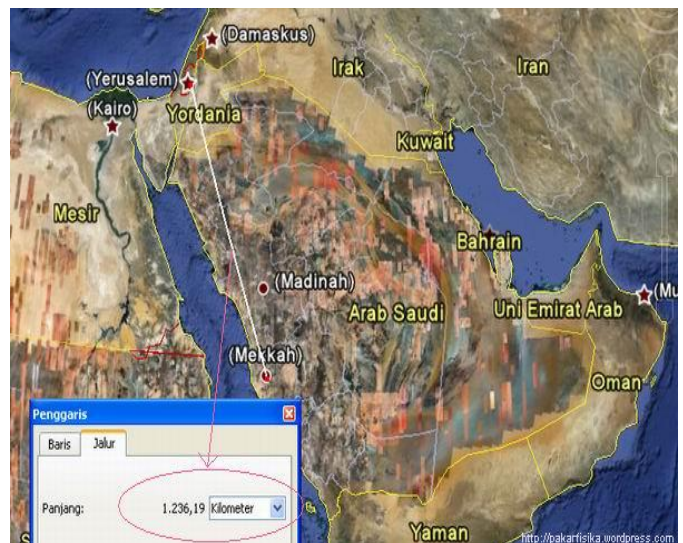 (Damaskus)
Irak
Iran
(Yerusalem)
(Kairo)
Yordania
Kuwait
Mesir
Bahrain
(Madinah)
Arab Saudi
Uni Emirat Arab
(Mu
(Mekkah)
Oman
Penggaris
Baris Jalur
Panjang: 1.236,19 Kilometer
S
Yaman
http://pakarfisika.wordpress.com